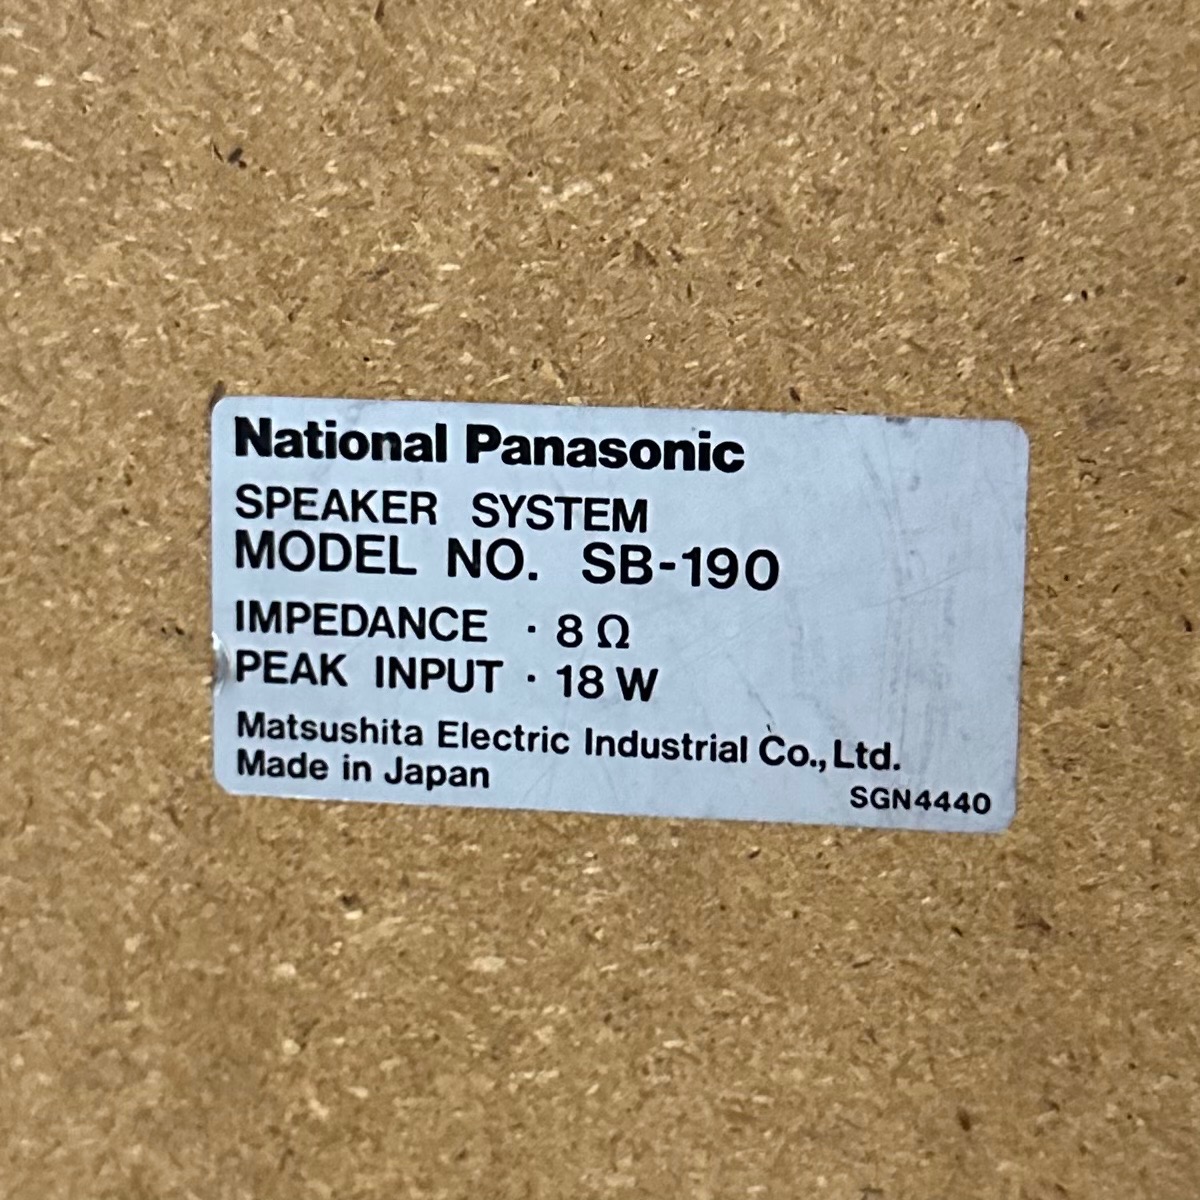 National Panasonic
SPEAKER SYSTEM
MODEL NO. SB-190
IMPEDANCE · 8 Ω
PEAK INPUT · 18 W
Matsushita Electric Industrial Co., Ltd.
Made in Japan
SGN4440